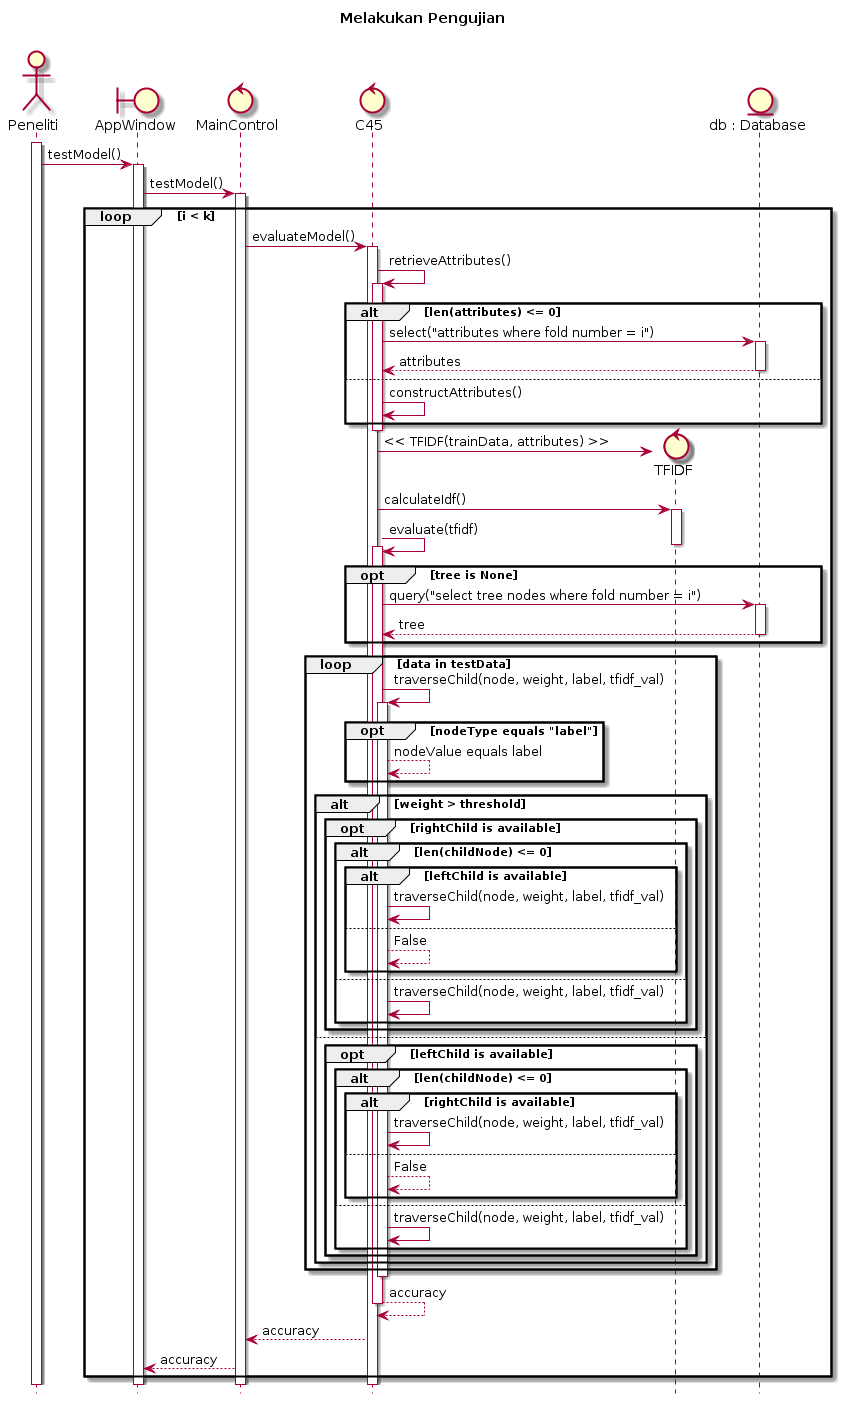 Melakukan Pengujian
Peneliti
AppWindow
MainControl
C45
db : Database
testModel()
testModel()
loop [i < k]
evaluateModel()
retrieveAttributes()
alt [len(attributes) <= 0]
select("attributes where fold number = i")
attributes
constructAttributes()
<< TFIDF(trainData, attributes) >>
TFIDF
calculateIdf()
evaluate(tfidf)
opt [tree is None]
query("select tree nodes where fold number = i")
tree
loop [data in testData]
traverseChild(node, weight, label, tfidf_val)
opt [nodeType equals "label"]
nodeValue equals label
alt [weight > threshold]
opt [rightChild is available]
alt [len(childNode) <= 0]
alt [leftChild is available]
traverseChild(node, weight, label, tfidf_val)
False
traverseChild(node, weight, label, tfidf_val)
opt [leftChild is available]
alt [len(childNode) <= 0]
alt [rightChild is available]
traverseChild(node, weight, label, tfidf_val)
False
traverseChild(node, weight, label, tfidf_val)
accuracy
accuracy
accuracy